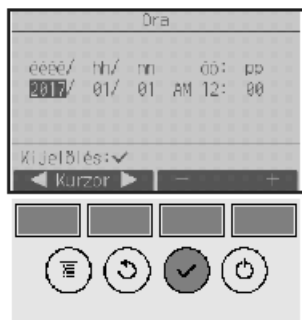 Óra
éééé/ hh/ nn óó: pp
2017/ 01/ 01 AM 12: 00
Kijelölés:✓
◀ Kurzor ▶ − +